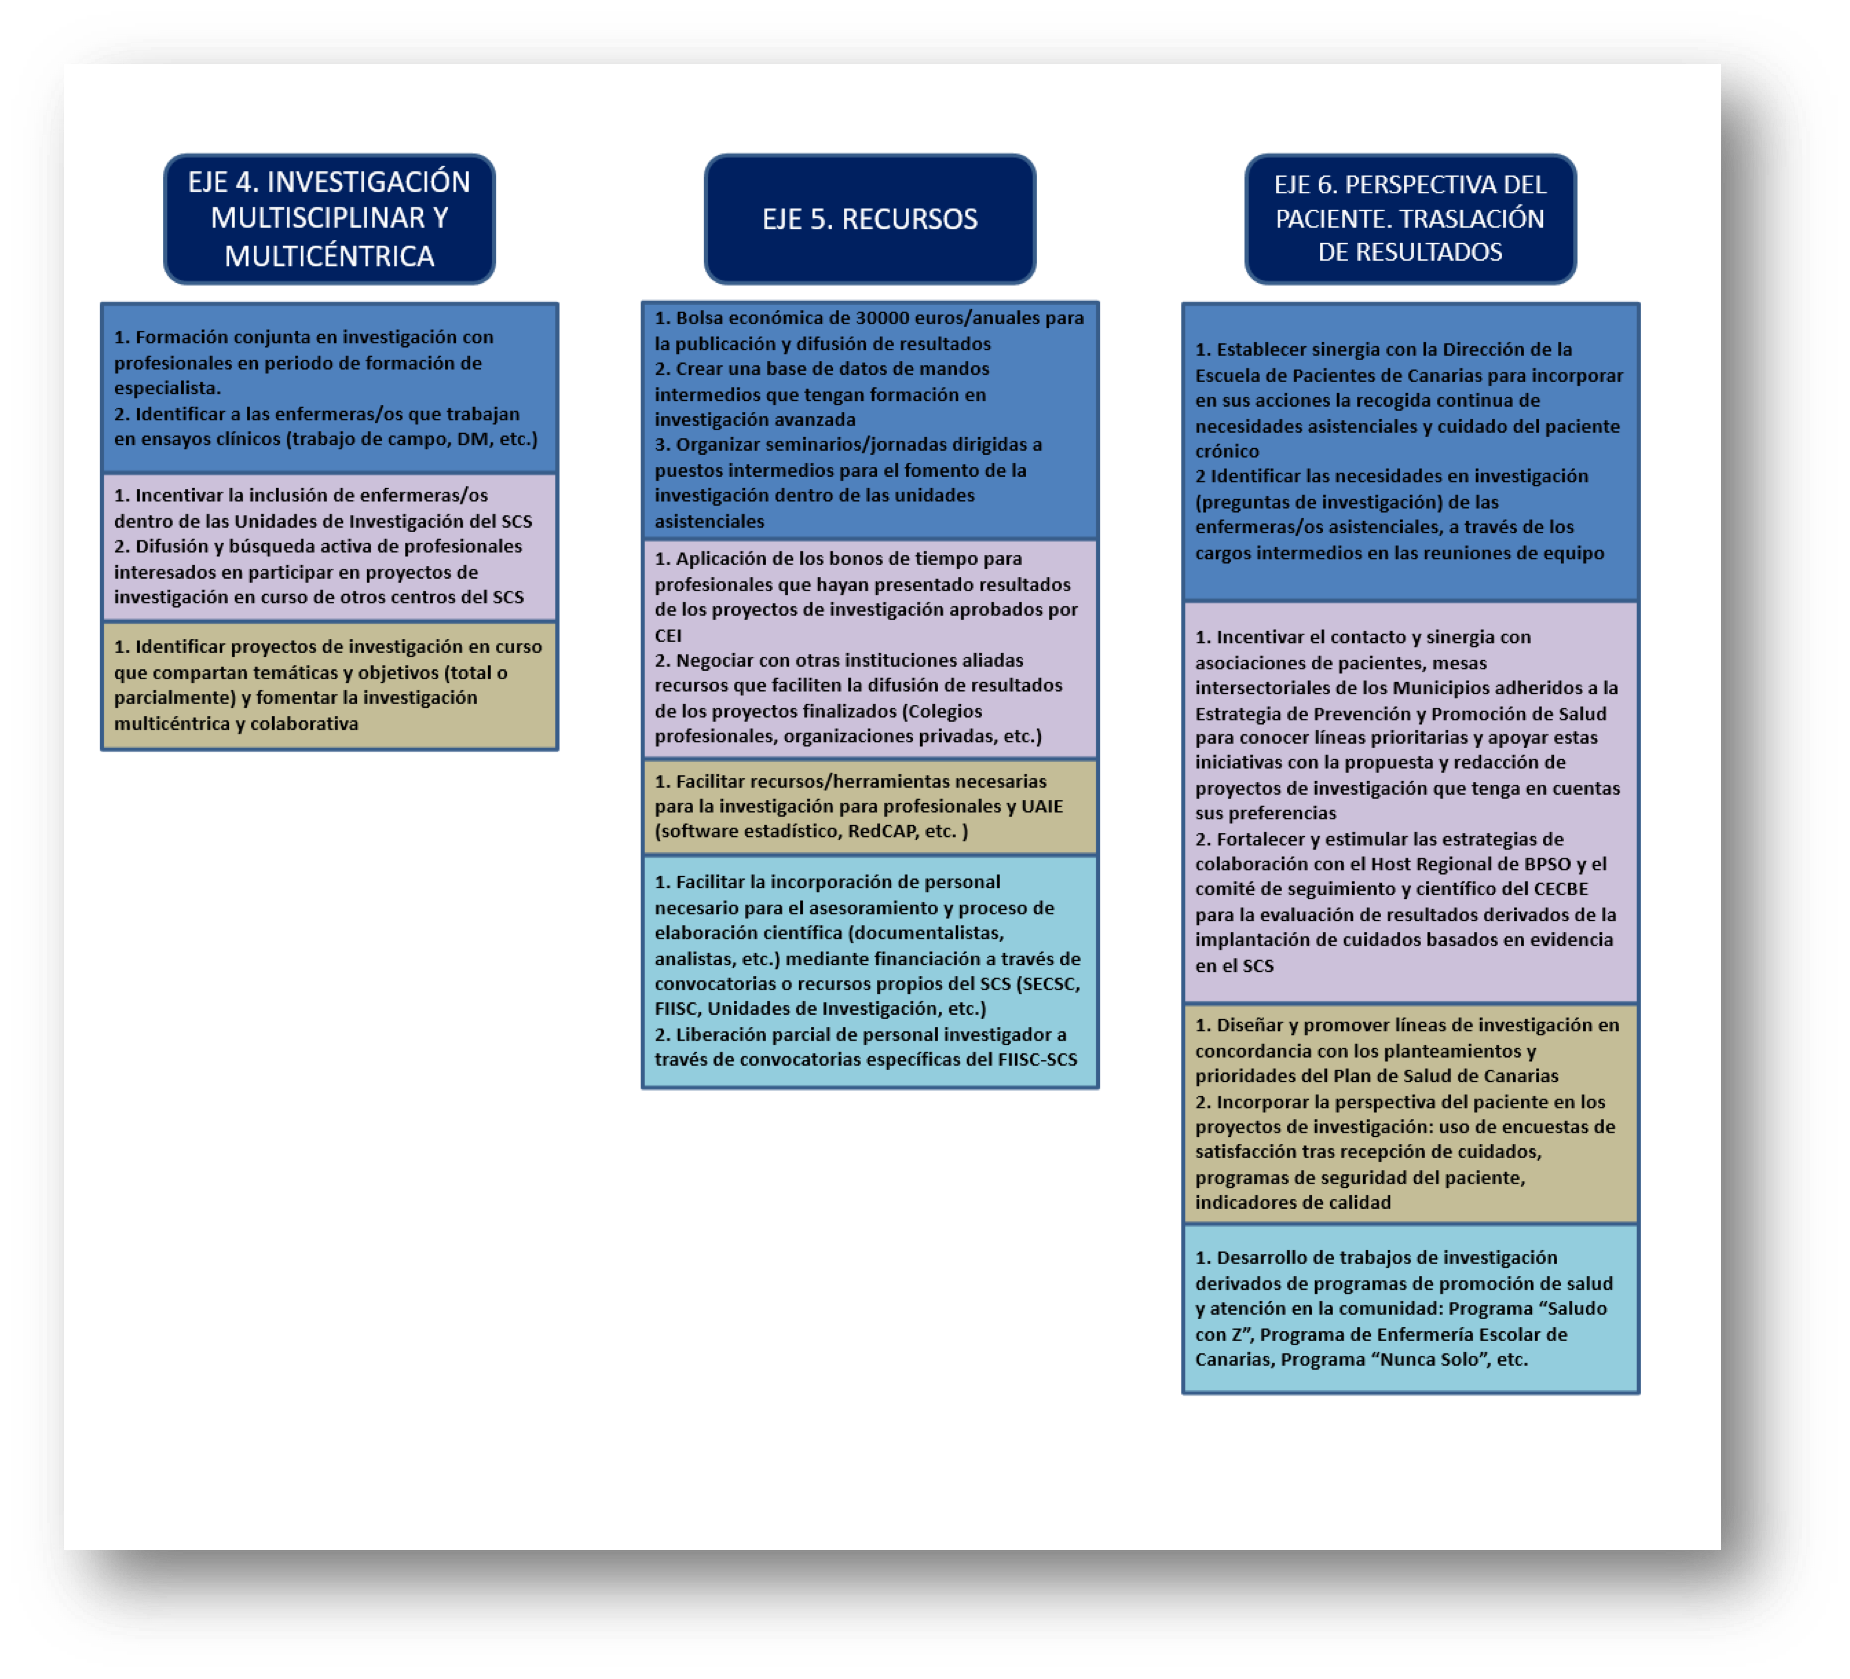 EJE 4. INVESTIGACIÓN
MULTISCIPLINAR Y
MULTICÉNTRICA
1. Formación conjunta en investigación con
profesionales en periodo de formación de
especialista.
2. Identificar a las enfermeras/os que trabajan
en ensayos clínicos (trabajo de campo, DM, etc.)
1. Incentivar la inclusión de enfermeras/os
dentro de las Unidades de Investigación del SCS
2. Difusión y búsqueda activa de profesionales
interesados en participar en proyectos de
investigación en curso de otros centros del SCS
1. Identificar proyectos de investigación en curso
que compartan temáticas y objetivos (total o
parcialmente) y fomentar la investigación
multicéntrica y colaborativa
EJE 5. RECURSOS
1. Bolsa económica de 30000 euros/anuales para
la publicación y difusión de resultados
2. Crear una base de datos de mandos
intermedios que tengan formación en
investigación avanzada
3. Organizar seminarios/jornadas dirigidas a
puestos intermedios para el fomento de la
investigación dentro de las unidades
asistenciales
1. Aplicación de los bonos de tiempo para
profesionales que hayan presentado resultados
de los proyectos de investigación aprobados por
CEI
2. Negociar con otras instituciones aliadas
recursos que faciliten la difusión de resultados
de los proyectos finalizados (Colegios
profesionales, organizaciones privadas, etc.)
1. Facilitar recursos/herramientas necesarias
para la investigación para profesionales y UAIE
(software estadístico, RedCAP, etc. )
1. Facilitar la incorporación de personal
necesario para el asesoramiento y proceso de
elaboración científica (documentalistas,
analistas, etc.) mediante financiación a través de
convocatorias o recursos propios del SCS (SECSC,
FIISC, Unidades de Investigación, etc.)
2. Liberación parcial de personal investigador a
través de convocatorias específicas del FIISC-SCS
EJE 6. PERSPECTIVA DEL
PACIENTE. TRASLACIÓN
DE RESULTADOS
1. Establecer sinergia con la Dirección de la
Escuela de Pacientes de Canarias para incorporar
en sus acciones la recogida continua de
necesidades asistenciales y cuidado del paciente
crónico
2 Identificar las necesidades en investigación
(preguntas de investigación) de las
enfermeras/os asistenciales, a través de los
cargos intermedios en las reuniones de equipo
1. Incentivar el contacto y sinergia con
asociaciones de pacientes, mesas
intersectoriales de los Municipios adheridos a la
Estrategia de Prevención y Promoción de Salud
para conocer líneas prioritarias y apoyar estas
iniciativas con la propuesta y redacción de
proyectos de investigación que tenga en cuentas
sus preferencias
2. Fortalecer y estimular las estrategias de
colaboración con el Host Regional de BPSO y el
comité de seguimiento y científico del CECBE
para la evaluación de resultados derivados de la
implantación de cuidados basados en evidencia
en el SCS
1. Diseñar y promover líneas de investigación en
concordancia con los planteamientos y
prioridades del Plan de Salud de Canarias
2. Incorporar la perspectiva del paciente en los
proyectos de investigación: uso de encuestas de
satisfacción tras recepción de cuidados,
programas de seguridad del paciente,
indicadores de calidad
1. Desarrollo de trabajos de investigación
derivados de programas de promoción de salud
y atención en la comunidad: Programa “Saludo
con Z”, Programa de Enfermería Escolar de
Canarias, Programa “Nunca Solo”, etc.